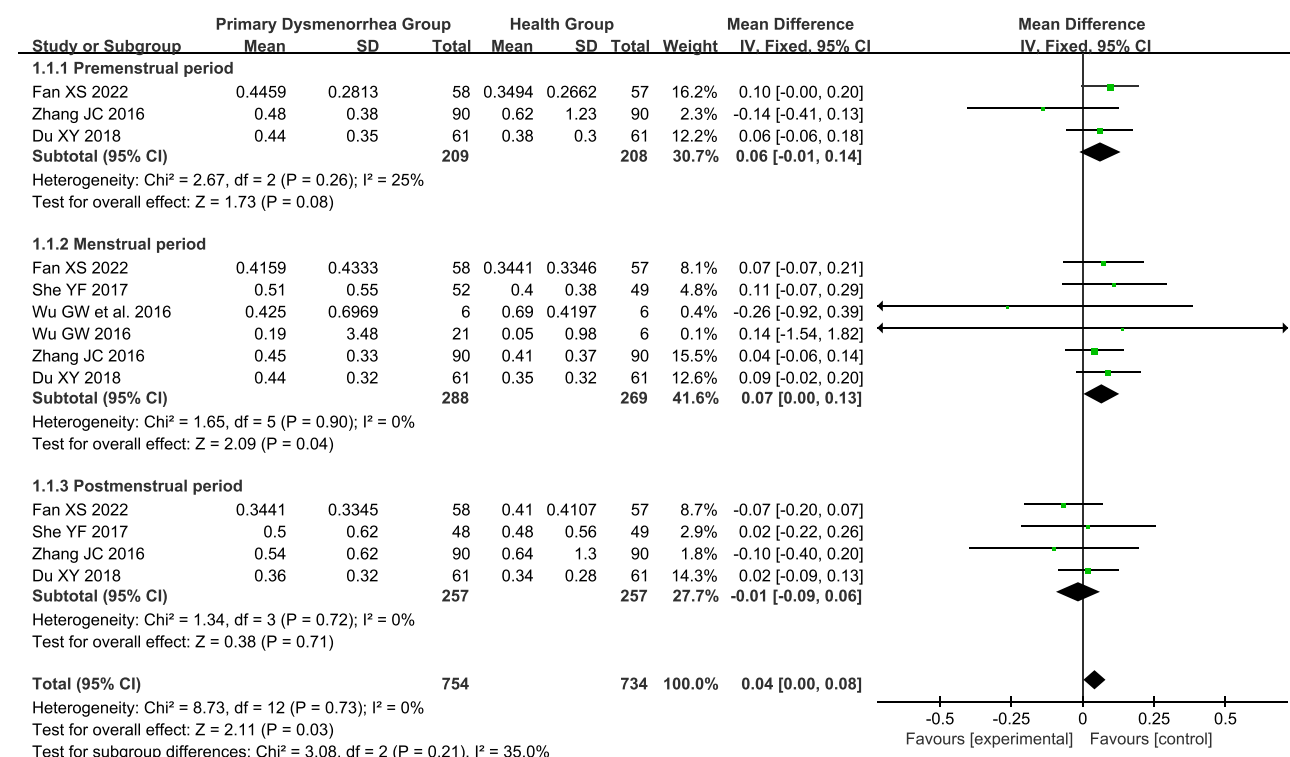 Primary Dysmenorrhea Group Health Group Mean Difference Mean Difference
Study or Subgroup Mean SD Total Mean SD Total Weight IV. Fixed. 95% CI IV. Fixed. 95% CI
1.1.1 Premenstrual period
Fan XS 2022 0.4459 0.2813 58 0.3494 0.2662 57 16.2% 0.10 [-0.00, 0.20]
Zhang JC 2016 0.48 0.38 90 0.62 1.23 90 2.3% -0.14 [-0.41, 0.13]
Du XY 2018 0.44 0.35 61 0.38 0.3 61 12.2% 0.06 [-0.06, 0.18]
Subtotal (95% CI) 209 208 30.7% 0.06 [-0.01, 0.14]
Heterogeneity: Chi² = 2.67, df = 2 (P = 0.26); I² = 25%
Test for overall effect: Z = 1.73 (P = 0.08)
1.1.2 Menstrual period
Fan XS 2022 0.4159 0.4333 58 0.3441 0.3346 57 8.1% 0.07 [-0.07, 0.21]
She YF 2017 0.51 0.55 52 0.4 0.38 49 4.8% 0.11 [-0.07, 0.29]
Wu GW et al. 2016 0.425 0.6969 6 0.69 0.4197 6 0.4% -0.26 [-0.92, 0.39]
Wu GW 2016 0.19 3.48 21 0.05 0.98 6 0.1% 0.14 [-1.54, 1.82]
Zhang JC 2016 0.45 0.33 90 0.41 0.37 90 15.5% 0.04 [-0.06, 0.14]
Du XY 2018 0.44 0.32 61 0.35 0.32 61 12.6% 0.09 [-0.02, 0.20]
Subtotal (95% CI) 288 269 41.6% 0.07 [0.00, 0.13]
Heterogeneity: Chi² = 1.65, df = 5 (P = 0.90); I² = 0%
Test for overall effect: Z = 2.09 (P = 0.04)
1.1.3 Postmenstrual period
Fan XS 2022 0.3441 0.3345 58 0.41 0.4107 57 8.7% -0.07 [-0.20, 0.07]
She YF 2017 0.5 0.62 48 0.48 0.56 49 2.9% 0.02 [-0.22, 0.26]
Zhang JC 2016 0.54 0.62 90 0.64 1.3 90 1.8% -0.10 [-0.40, 0.20]
Du XY 2018 0.36 0.32 61 0.34 0.28 61 14.3% 0.02 [-0.09, 0.13]
Subtotal (95% CI) 257 257 27.7% -0.01 [-0.09, 0.06]
Heterogeneity: Chi² = 1.34, df = 3 (P = 0.72); I² = 0%
Test for overall effect: Z = 0.38 (P = 0.71)
Total (95% CI) 754 734 100.0% 0.04 [0.00, 0.08]
Heterogeneity: Chi² = 8.73, df = 12 (P = 0.73); I² = 0%
Test for overall effect: Z = 2.11 (P = 0.03)
Test for subgroup differences: Chi² = 3.08, df = 2 (P = 0.21), I² = 35.0%
-0.5 -0.25 0 0.25 0.5
Favours [experimental] Favours [control]